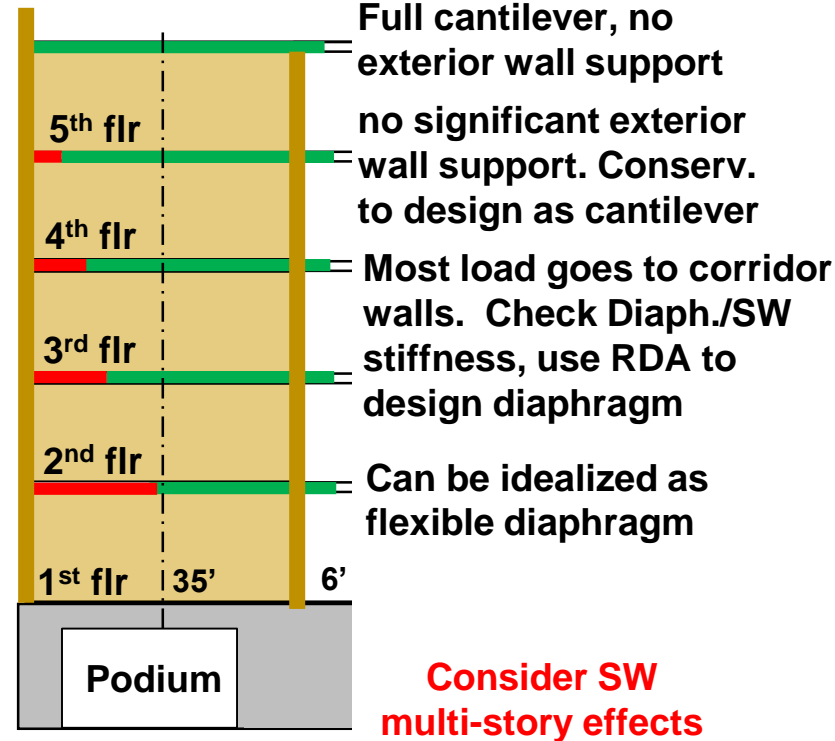 Full cantilever, no
exterior wall support
5th flr
no significant exterior
wall support. Conserv.
to design as cantilever
4th flr
Most load goes to corridor
walls. Check Diaph./SW
stiffness, use RDA to
design diaphragm
3rd flr
2nd flr
Can be idealized as
flexible diaphragm
1st flr 35’ 6’
Podium
Consider SW
multi-story effects